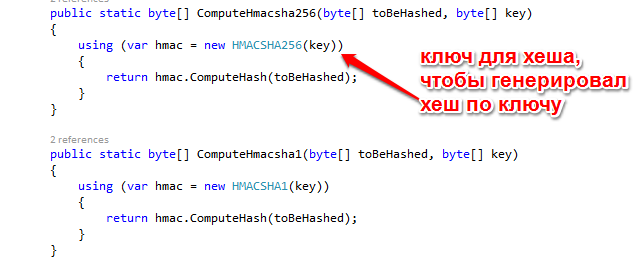 2 references
public static byte[] ComputeHmacsha256(byte[] toBeHashed, byte[] key)
{
using (var hmac = new HMACSHA256(key))
{
return hmac.ComputeHash(toBeHashed);
}
}
ключ для хеша,
чтобы генерировал
хеш по ключу
2 references
public static byte[] ComputeHmacsha1(byte[] toBeHashed, byte[] key)
{
using (var hmac = new HMACSHA1(key))
{
return hmac.ComputeHash(toBeHashed);
}
}